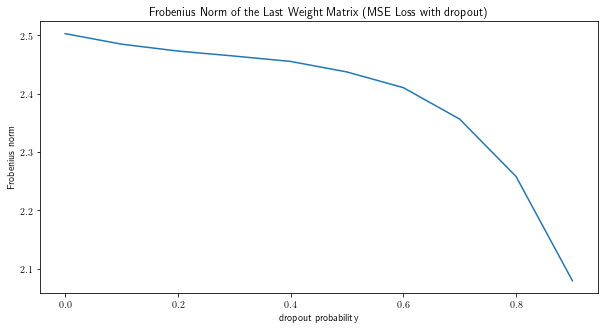 Frobenius Norm of the Last Weight Matrix (MSE Loss with dropout)
Frobenius norm
2.5
2.4
2.3
2.2
2.1
0.0 0.2 0.4 0.6 0.8
dropout probability